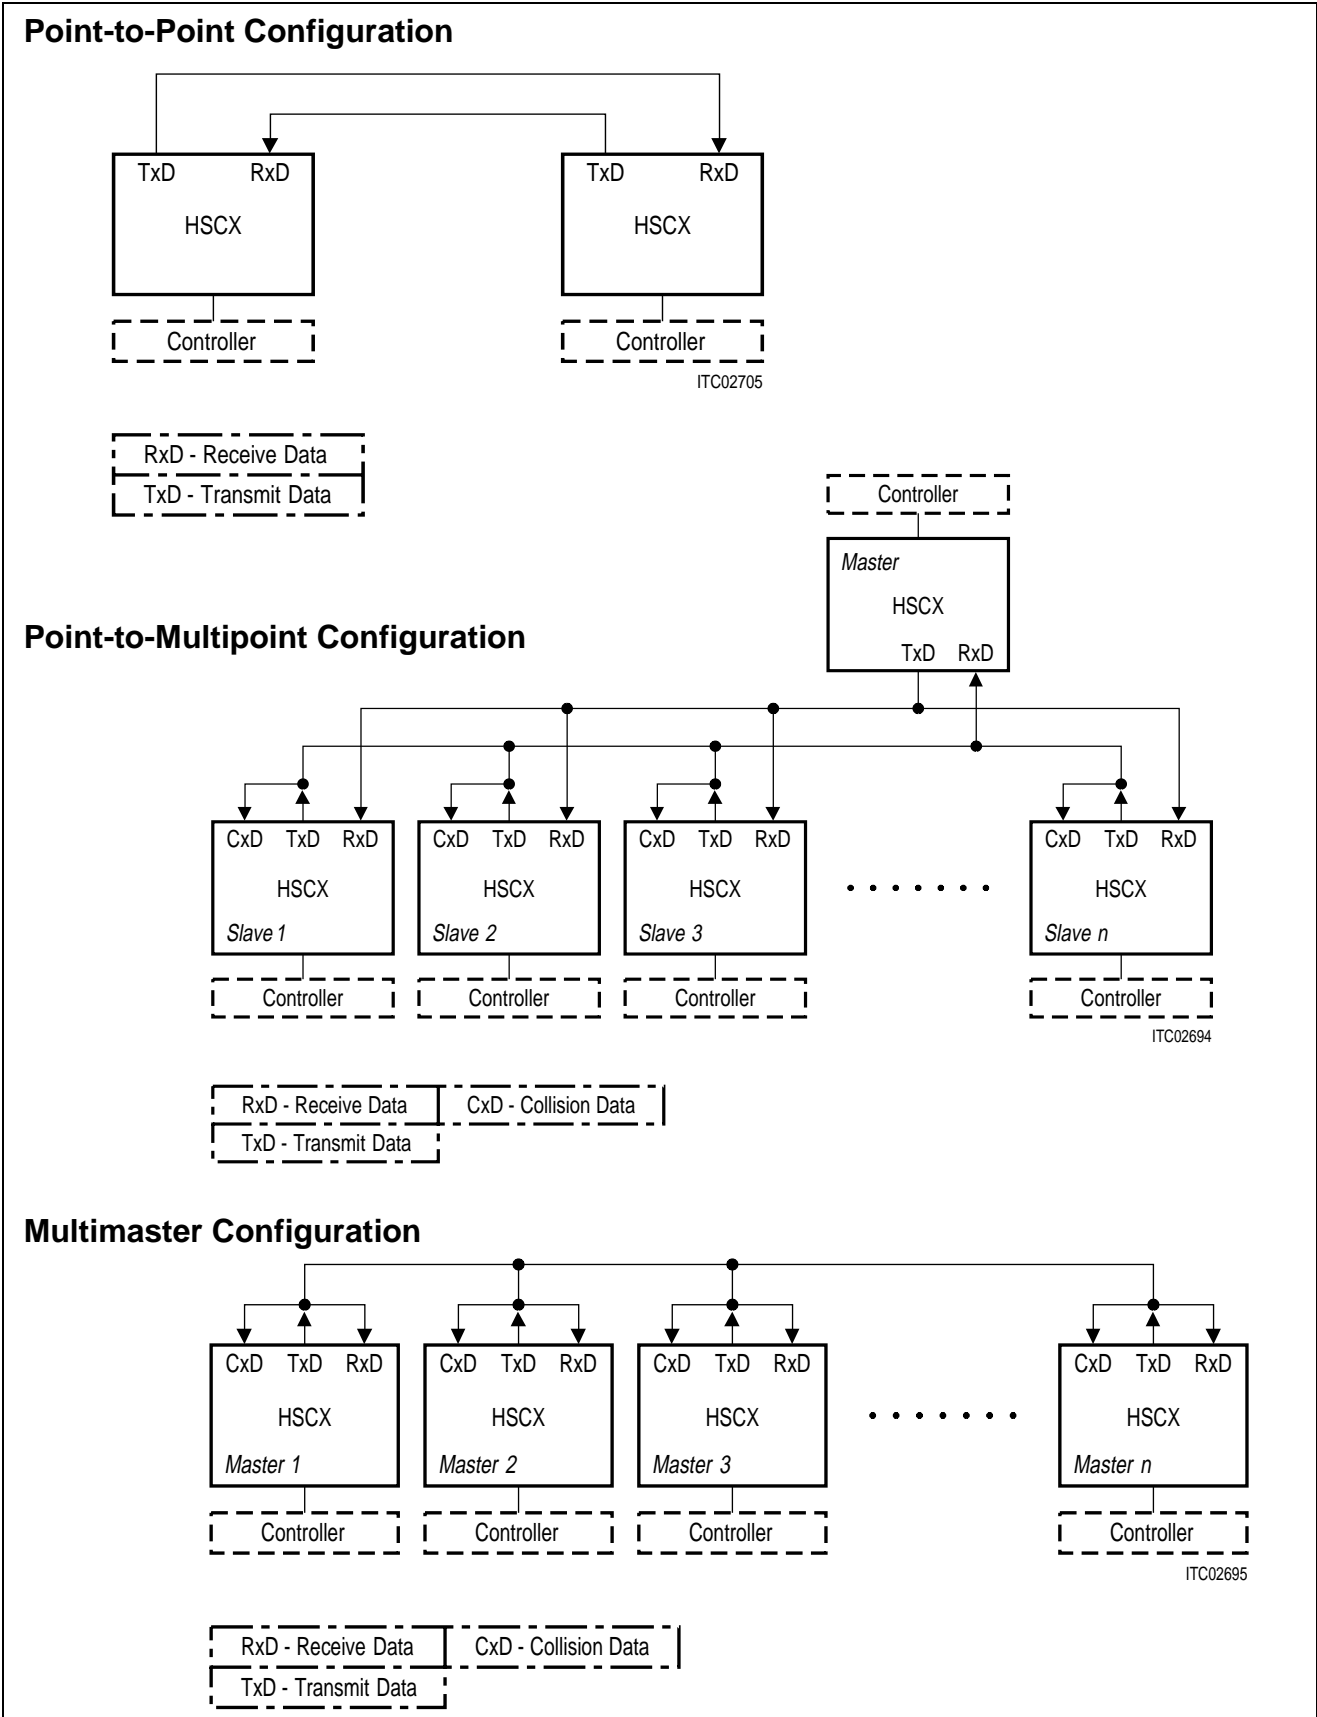 Point-to-Point Configuration
TxD RxD TxD RxD
HSCX HSCX
Controller Controller
ITC02705
RxD - Receive Data
TxD - Transmit Data
Controller
Master
HSCX
Point-to-Multipoint Configuration
TxD RxD
CxD TxD RxD CxD TxD RxD CxD TxD RxD CxD TxD RxD
HSCX HSCX HSCX HSCX
Slave 1 Slave 2 Slave 3 Slave n
Controller Controller Controller Controller
ITC02694
RxD - Receive Data CxD - Collision Data
TxD - Transmit Data
Multimaster Configuration
CxD TxD RxD CxD TxD RxD CxD TxD RxD CxD TxD RxD
HSCX HSCX HSCX HSCX
Master 1 Master 2 Master 3 Master n
Controller Controller Controller Controller
ITC02695
RxD - Receive Data CxD - Collision Data
TxD - Transmit Data